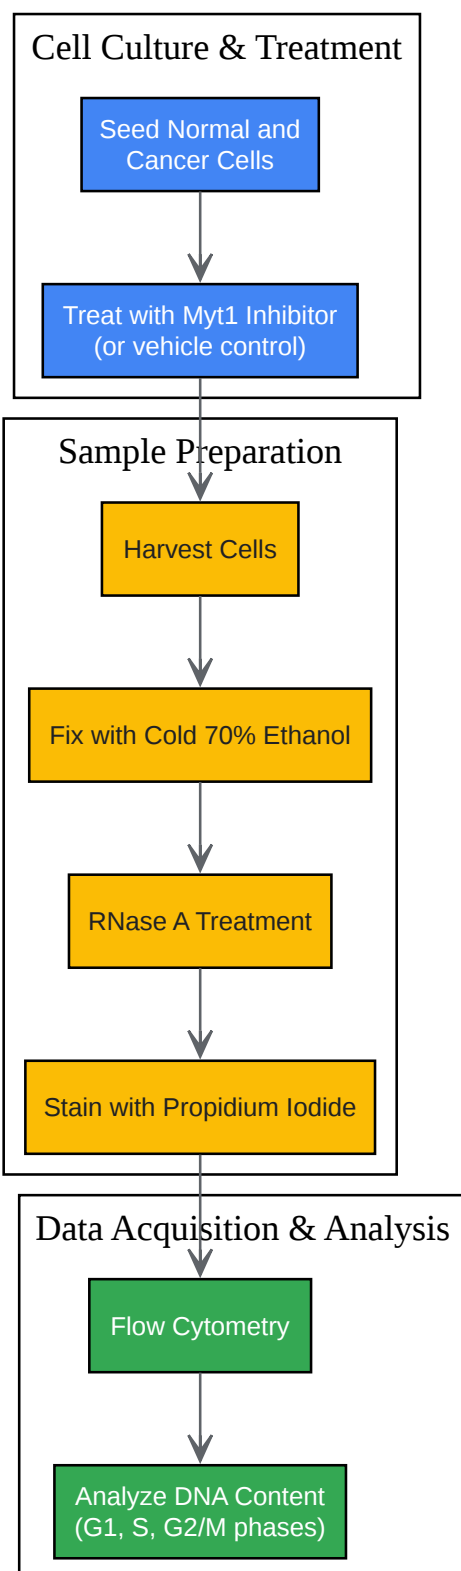 Cell Culture & Treatment
Seed Normal and
Cancer Cells
Treat with Myt1 Inhibitor
(or vehicle control)
Sample Preparation
Harvest Cells
Fix with Cold 70% Ethanol
RNase A Treatment
Stain with Propidium Iodide
Data Acquisition & Analysis
Flow Cytometry
Analyze DNA Content
(G1, S, G2/M phases)